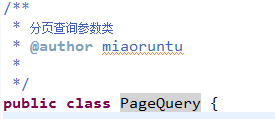 /**
 * 分页查询参数类
 * @author miaoruntu
 *
 */
public class PageQuery {